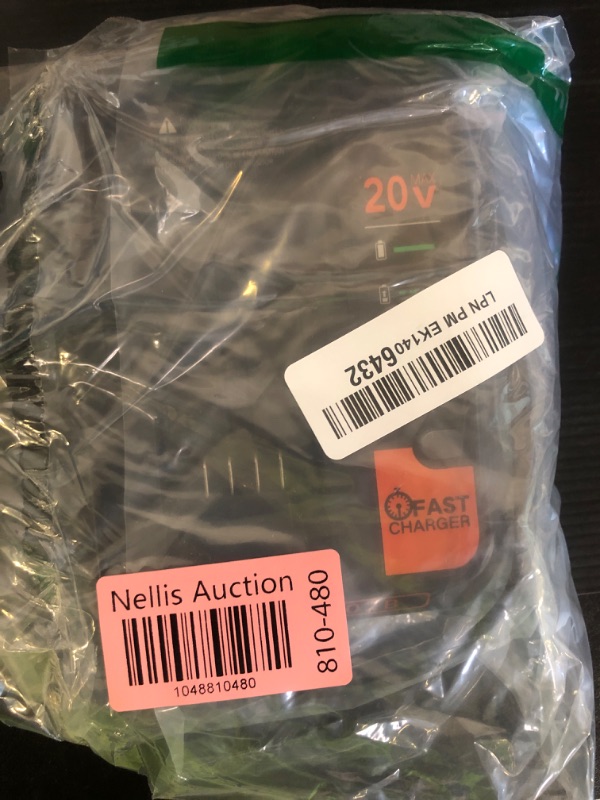 20V
MAX
LPN PM EK1406432
FAST
CHARGER
Nellis Auction
1048810480
810-480